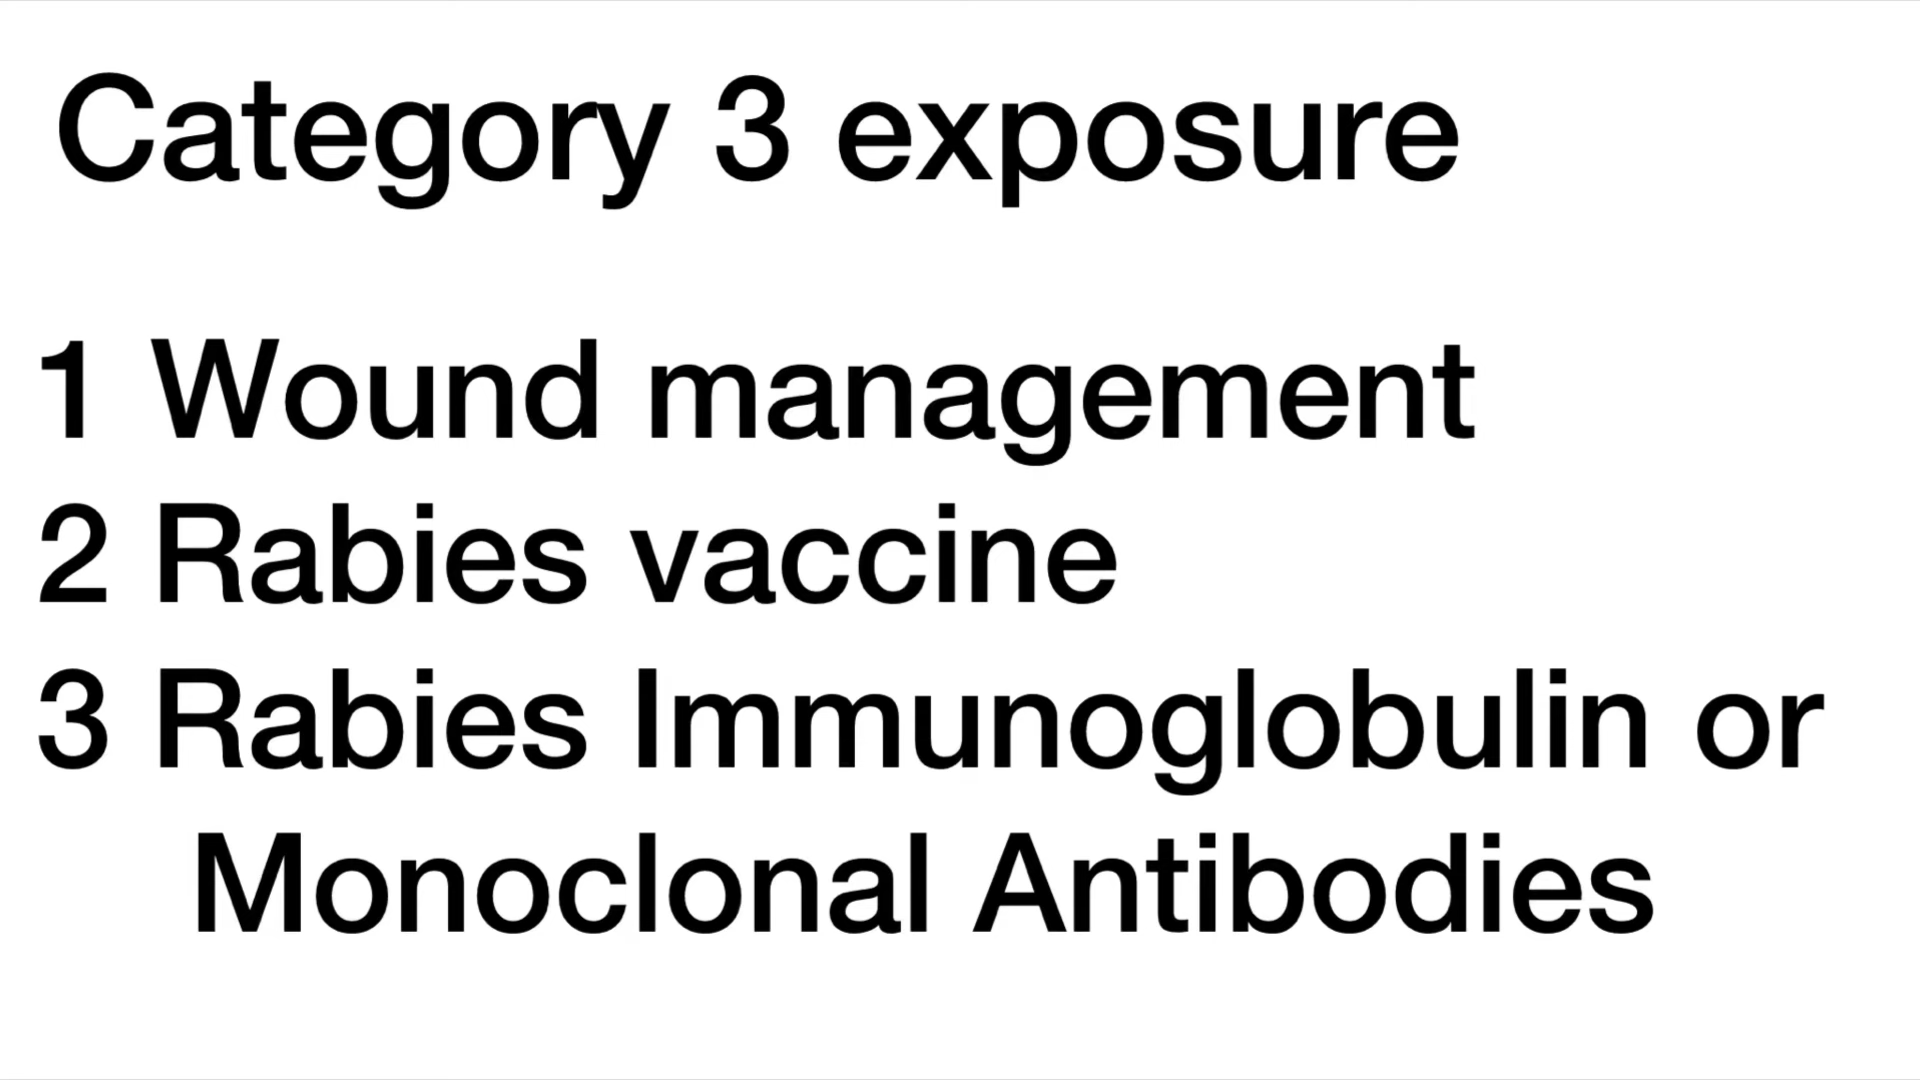 Category 3 exposure
1 Wound management
2 Rabies vaccine
3 Rabies Immunoglobulin or
Monoclonal Antibodies